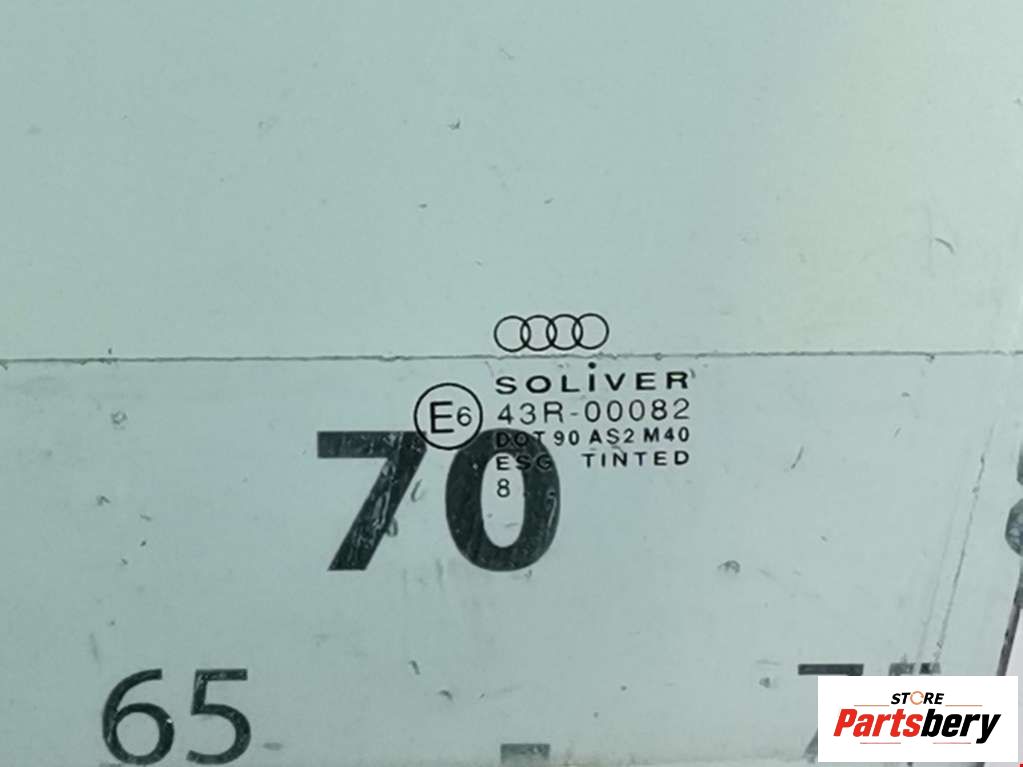 SOLiVER
E6
43R-00082
DOT 90 AS2 M40
ESG TINTED
8
70
65
STORE
Partsbery